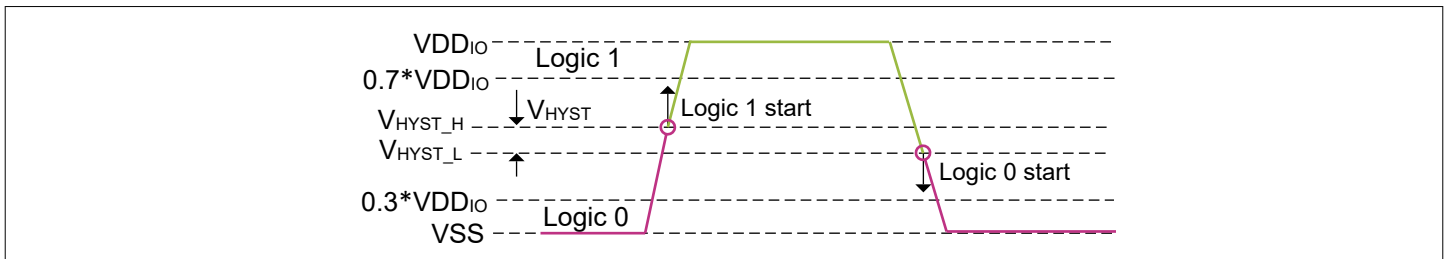 VDDIO
Logic 1
0.7*VDDIO
VHYST
Logic 1 start
VHYST_H
VHYST_L
Logic 0 start
0.3*VDDIO
Logic 0
VSS